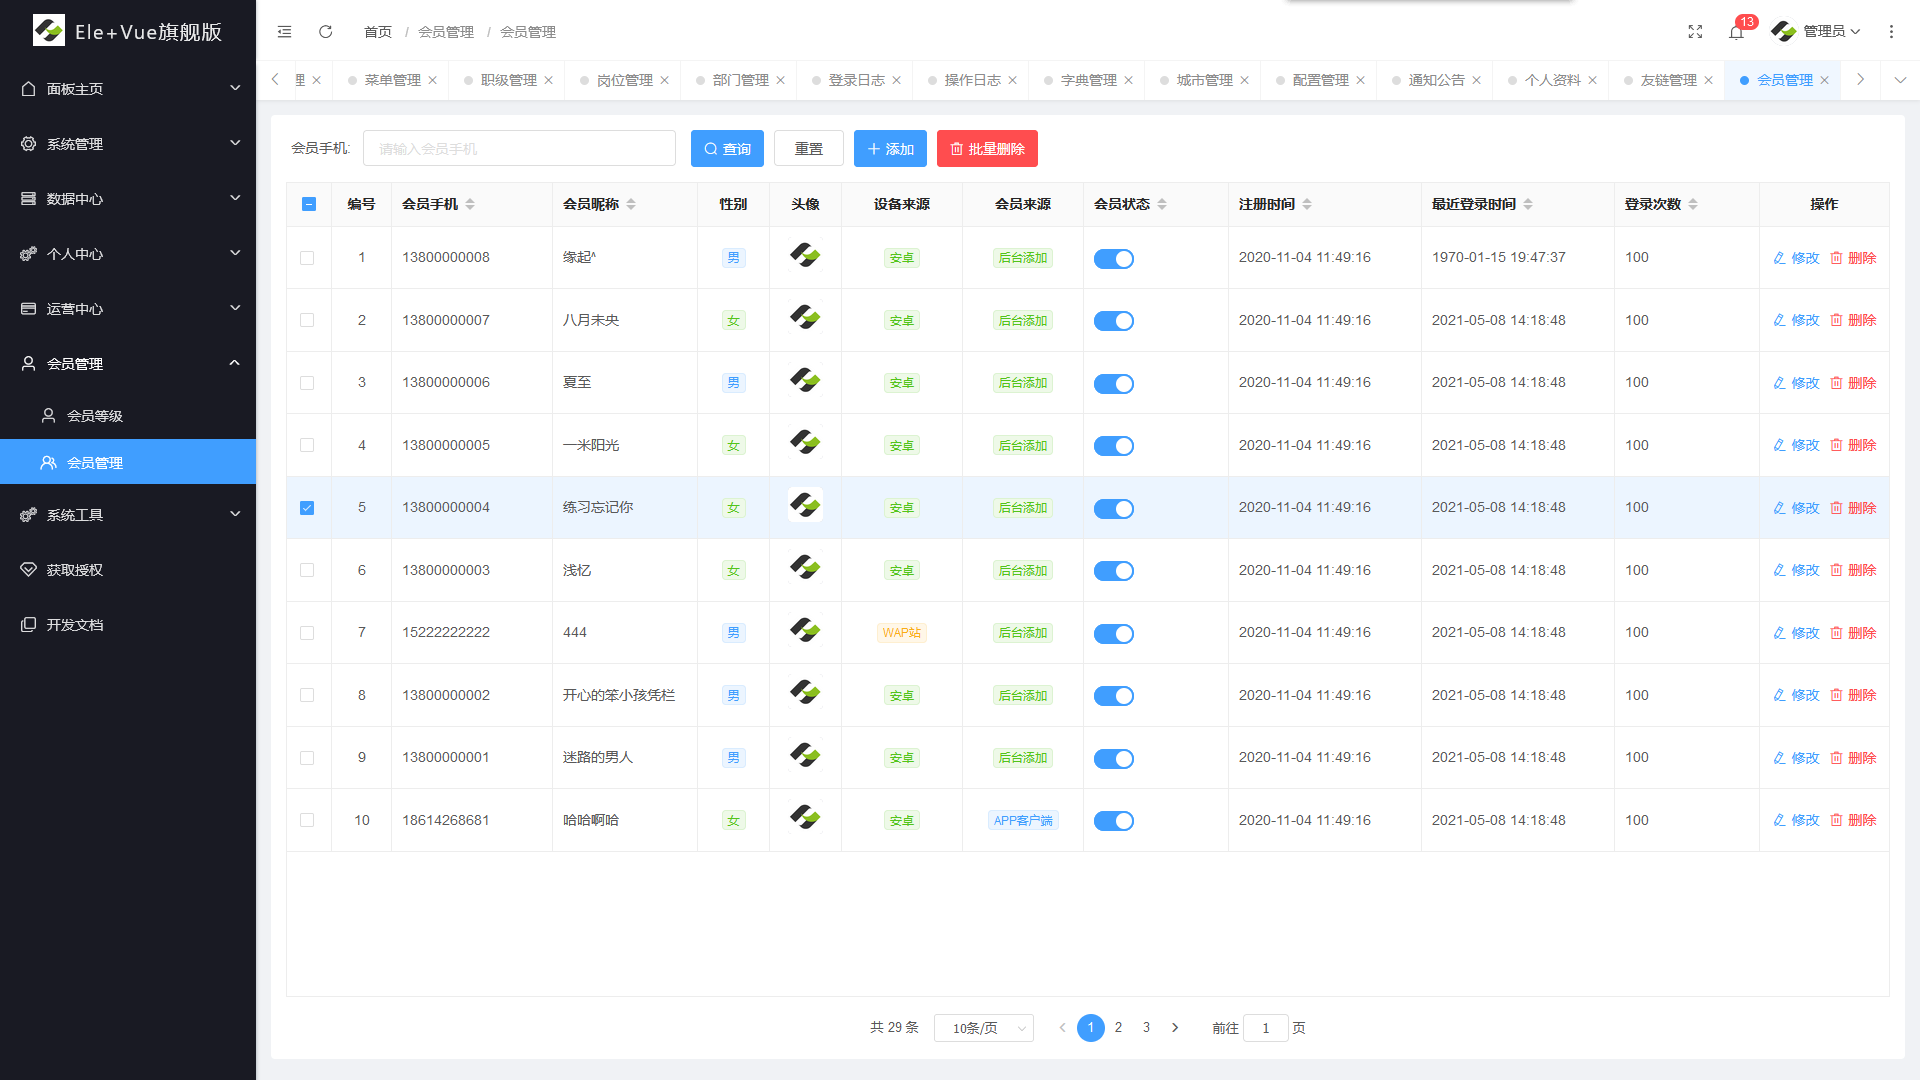 Ele+Vue旗舰版
面板主页
系统管理
数据中心
个人中心
运营中心
会员管理
会员等级
会员管理
系统工具
获取授权
开发文档
首页 / 会员管理 / 会员管理
13 管理员
理 菜单管理 职级管理 岗位管理 部门管理 登录日志 操作日志 字典管理 城市管理 配置管理 通知公告 个人资料 友链管理 会员管理
会员手机: 请输入会员手机 查询 重置 添加 批量删除
编号 会员手机 会员昵称 性别 头像 设备来源 会员来源 会员状态 注册时间 最近登录时间 登录次数 操作
1 13800000008 缘起^ 男 安卓 后台添加 2020-11-04 11:49:16 1970-01-15 19:47:37 100 修改 删除
2 13800000007 八月未央 女 安卓 后台添加 2020-11-04 11:49:16 2021-05-08 14:18:48 100 修改 删除
3 13800000006 夏至 男 安卓 后台添加 2020-11-04 11:49:16 2021-05-08 14:18:48 100 修改 删除
4 13800000005 一米阳光 女 安卓 后台添加 2020-11-04 11:49:16 2021-05-08 14:18:48 100 修改 删除
5 13800000004 练习忘记你 女 安卓 后台添加 2020-11-04 11:49:16 2021-05-08 14:18:48 100 修改 删除
6 13800000003 浅忆 女 安卓 后台添加 2020-11-04 11:49:16 2021-05-08 14:18:48 100 修改 删除
7 15222222222 444 男 WAP站 后台添加 2020-11-04 11:49:16 2021-05-08 14:18:48 100 修改 删除
8 13800000002 开心的笨小孩凭栏 男 安卓 后台添加 2020-11-04 11:49:16 2021-05-08 14:18:48 100 修改 删除
9 13800000001 迷路的男人 男 安卓 后台添加 2020-11-04 11:49:16 2021-05-08 14:18:48 100 修改 删除
10 18614268681 哈哈啊哈 女 安卓 APP客户端 2020-11-04 11:49:16 2021-05-08 14:18:48 100 修改 删除
共 29 条 10条/页 1 2 3 前往 1 页